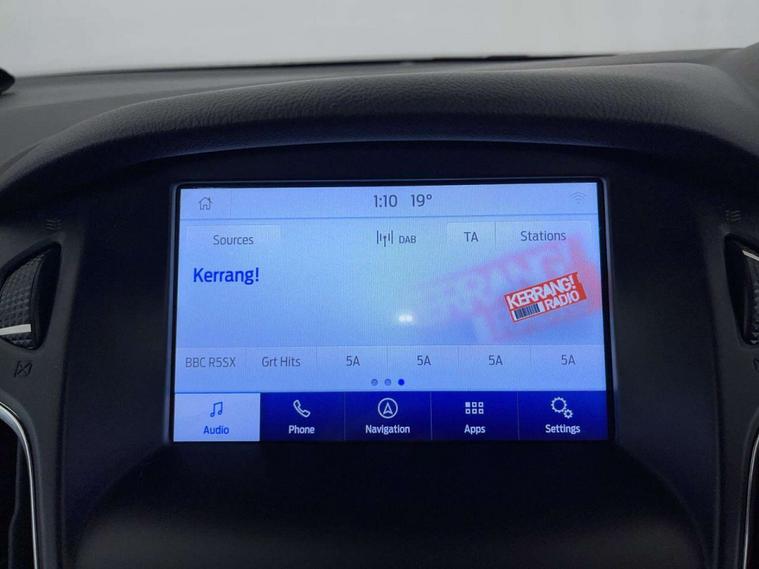 1:10 19°
Sources DAB TA Stations
Kerrang!
KERRANG!
KERRANG!
RADIO
BBC R5SX Grt Hits 5A 5A 5A 5A
Audio Phone Navigation Apps Settings